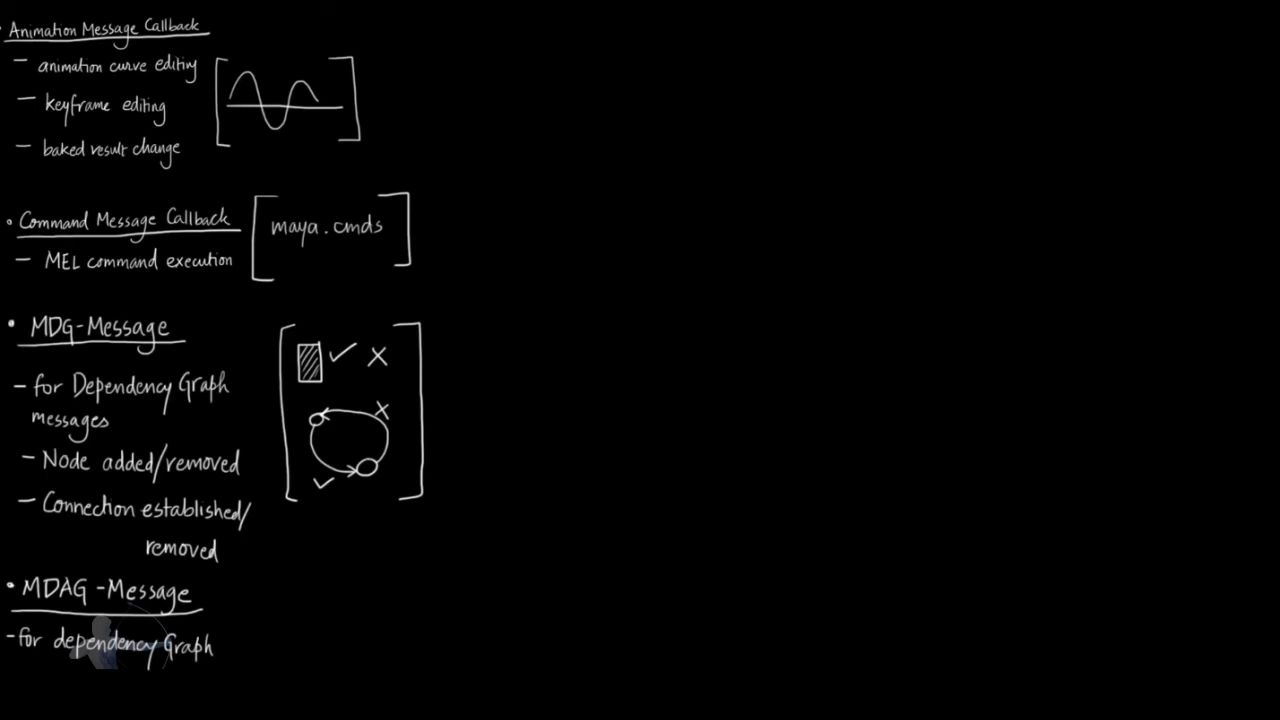 • Animation Message Callback
– animation curve editing
– keyframe editing
– baked result change
• Command Message Callback
– MEL command execution
maya.cmds
• MDG-Message
– for Dependency Graph
messages
– Node added/removed
– Connection established/
removed
• MDAG-Message
- for dependency Graph